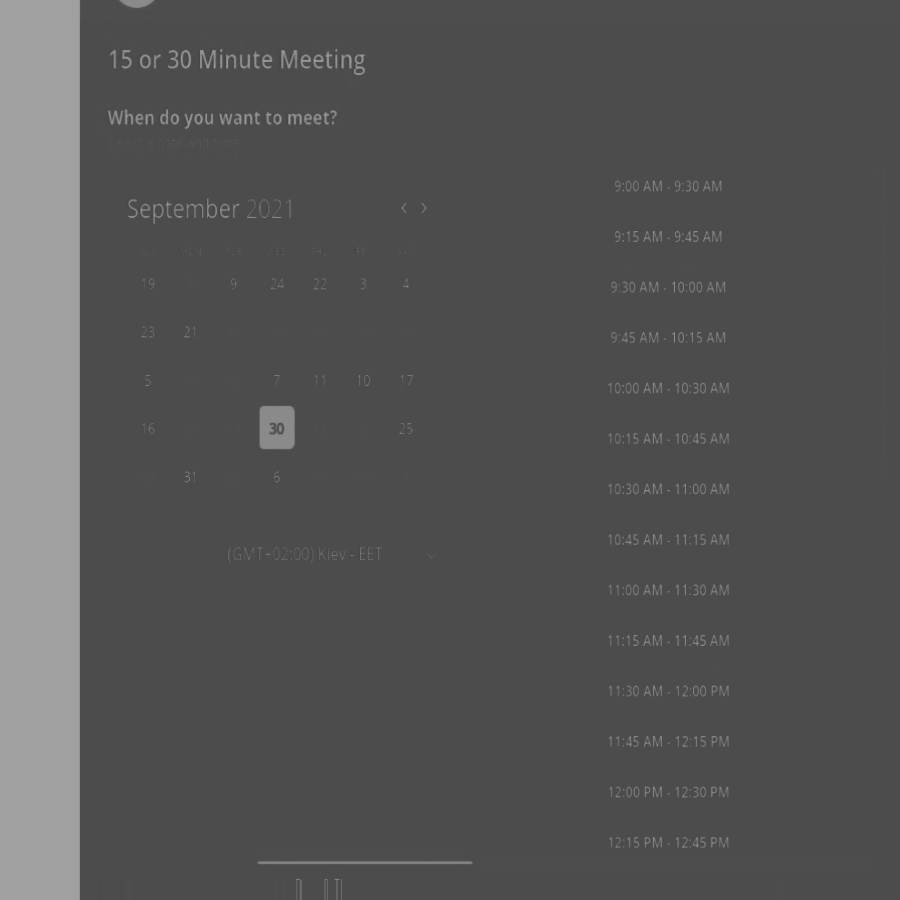 15 or 30 Minute Meeting
When do you want to meet?
Select a date and time
September 2021
19 9 24 22 3 4
23 21
5 7 11 10 17
16 30 25
31 6
(GMT+02:00) Kiev - EET
9:00 AM - 9:30 AM
9:15 AM - 9:45 AM
9:30 AM - 10:00 AM
9:45 AM - 10:15 AM
10:00 AM - 10:30 AM
10:15 AM - 10:45 AM
10:30 AM - 11:00 AM
10:45 AM - 11:15 AM
11:00 AM - 11:30 AM
11:15 AM - 11:45 AM
11:30 AM - 12:00 PM
11:45 AM - 12:15 PM
12:00 PM - 12:30 PM
12:15 PM - 12:45 PM